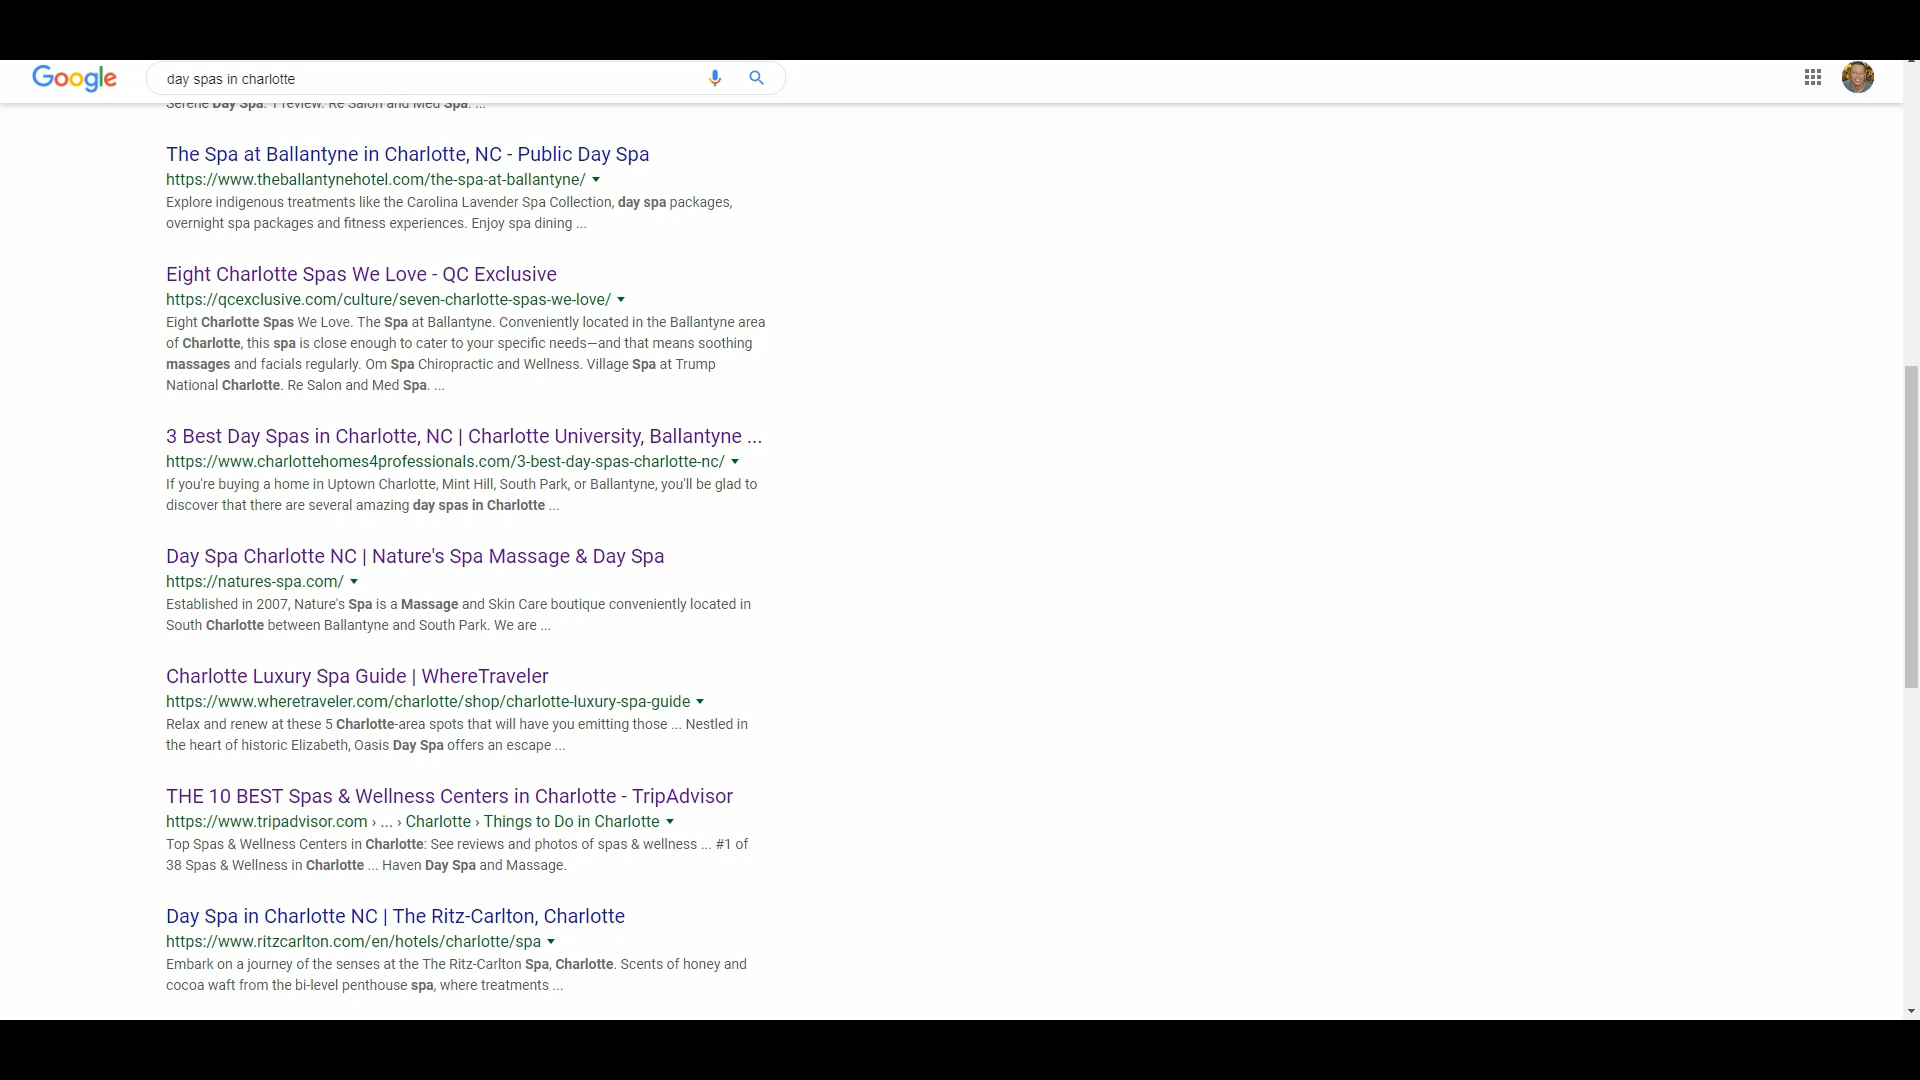 Google
day spas in charlotte
Serene Day Spa. 1 review. Re Salon and Med Spa. ...
The Spa at Ballantyne in Charlotte, NC - Public Day Spa
https://www.theballantynehotel.com/the-spa-at-ballantyne/
Explore indigenous treatments like the Carolina Lavender Spa Collection, day spa packages,
overnight spa packages and fitness experiences. Enjoy spa dining ...
Eight Charlotte Spas We Love - QC Exclusive
https://qcexclusive.com/culture/seven-charlotte-spas-we-love/
Eight Charlotte Spas We Love. The Spa at Ballantyne. Conveniently located in the Ballantyne area
of Charlotte, this spa is close enough to cater to your specific needs—and that means soothing
massages and facials regularly. Om Spa Chiropractic and Wellness. Village Spa at Trump
National Charlotte. Re Salon and Med Spa. ...
3 Best Day Spas in Charlotte, NC | Charlotte University, Ballantyne ...
https://www.charlottehomes4professionals.com/3-best-day-spas-charlotte-nc/
If you're buying a home in Uptown Charlotte, Mint Hill, South Park, or Ballantyne, you'll be glad to
discover that there are several amazing day spas in Charlotte ...
Day Spa Charlotte NC | Nature's Spa Massage & Day Spa
https://natures-spa.com/
Established in 2007, Nature's Spa is a Massage and Skin Care boutique conveniently located in
South Charlotte between Ballantyne and South Park. We are ...
Charlotte Luxury Spa Guide | WhereTraveler
https://www.wheretraveler.com/charlotte/shop/charlotte-luxury-spa-guide
Relax and renew at these 5 Charlotte-area spots that will have you emitting those ... Nestled in
the heart of historic Elizabeth, Oasis Day Spa offers an escape ...
THE 10 BEST Spas & Wellness Centers in Charlotte - TripAdvisor
https://www.tripadvisor.com › ... › Charlotte › Things to Do in Charlotte
Top Spas & Wellness Centers in Charlotte: See reviews and photos of spas & wellness ... #1 of
38 Spas & Wellness in Charlotte ... Haven Day Spa and Massage.
Day Spa in Charlotte NC | The Ritz-Carlton, Charlotte
https://www.ritzcarlton.com/en/hotels/charlotte/spa
Embark on a journey of the senses at the The Ritz-Carlton Spa, Charlotte. Scents of honey and
cocoa waft from the bi-level penthouse spa, where treatments ...